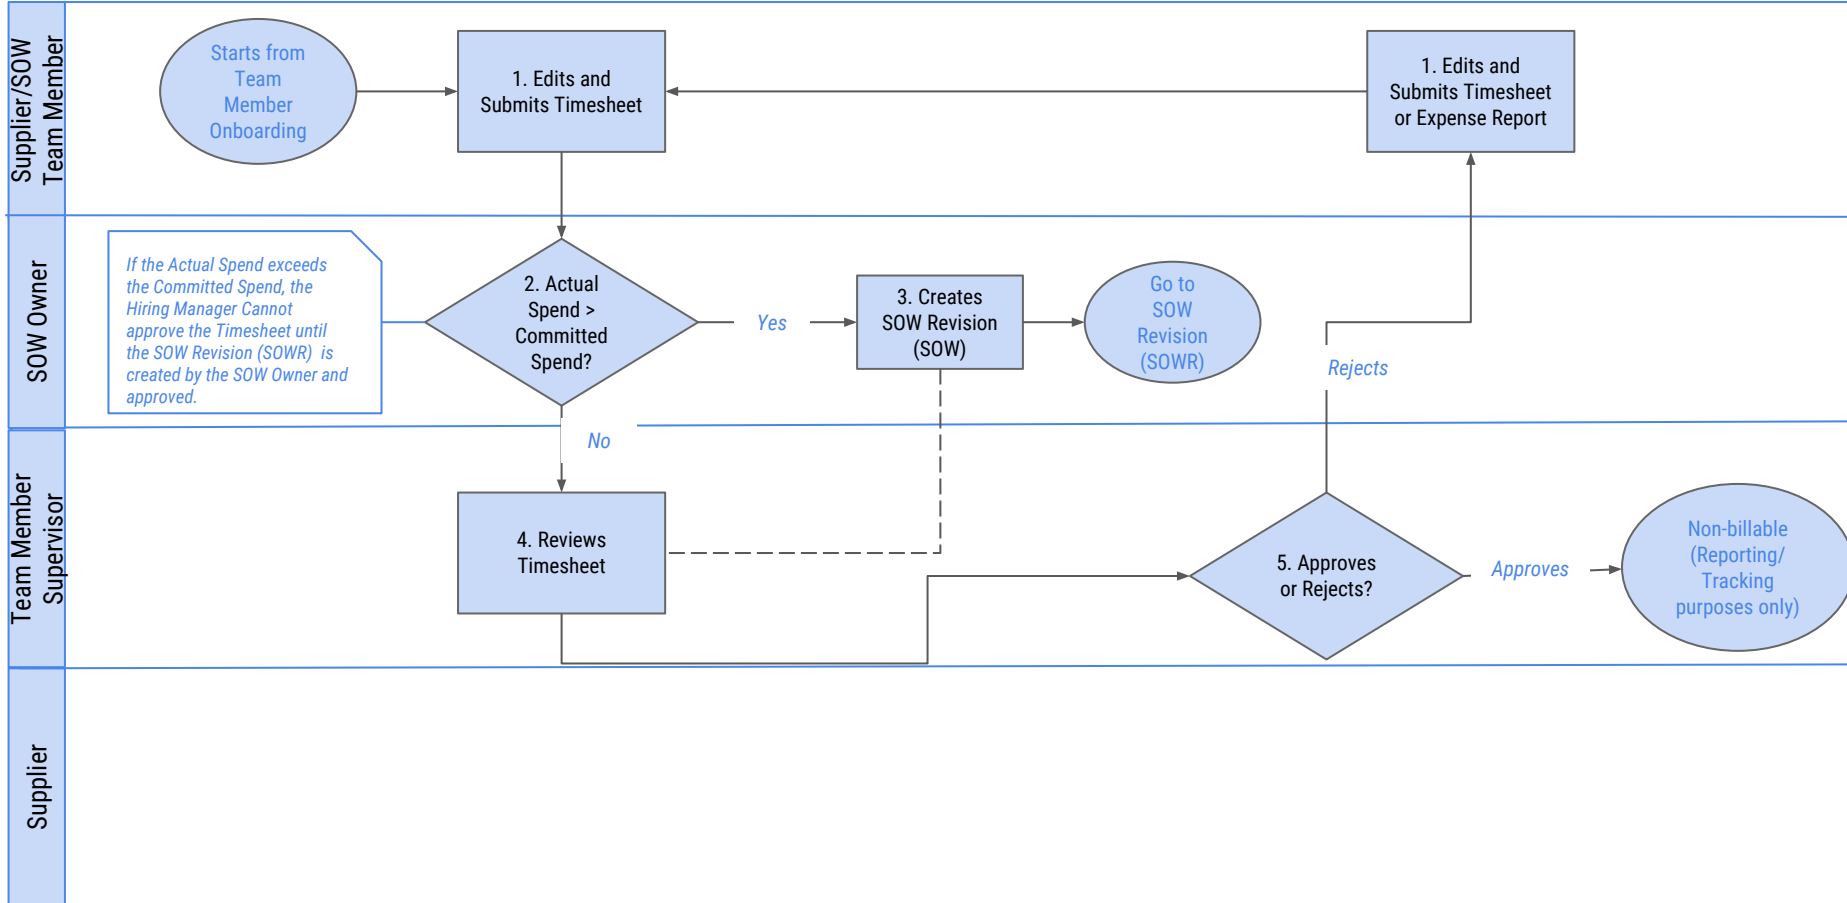 Supplier/SOW
Team Member
Starts from
Team
Member
Onboarding
1. Edits and
Submits Timesheet
1. Edits and
Submits Timesheet
or Expense Report
SOW Owner
If the Actual Spend exceeds
the Committed Spend, the
Hiring Manager Cannot
approve the Timesheet until
the SOW Revision (SOWR) is
created by the SOW Owner and
approved.
2. Actual
Spend >
Committed
Spend?
Yes
3. Creates
SOW Revision
(SOW)
Go to
SOW
Revision
(SOWR)
Rejects
No
Team Member
Supervisor
4. Reviews
Timesheet
5. Approves
or Rejects?
Approves
Non-billable
(Reporting/
Tracking
purposes only)
Supplier